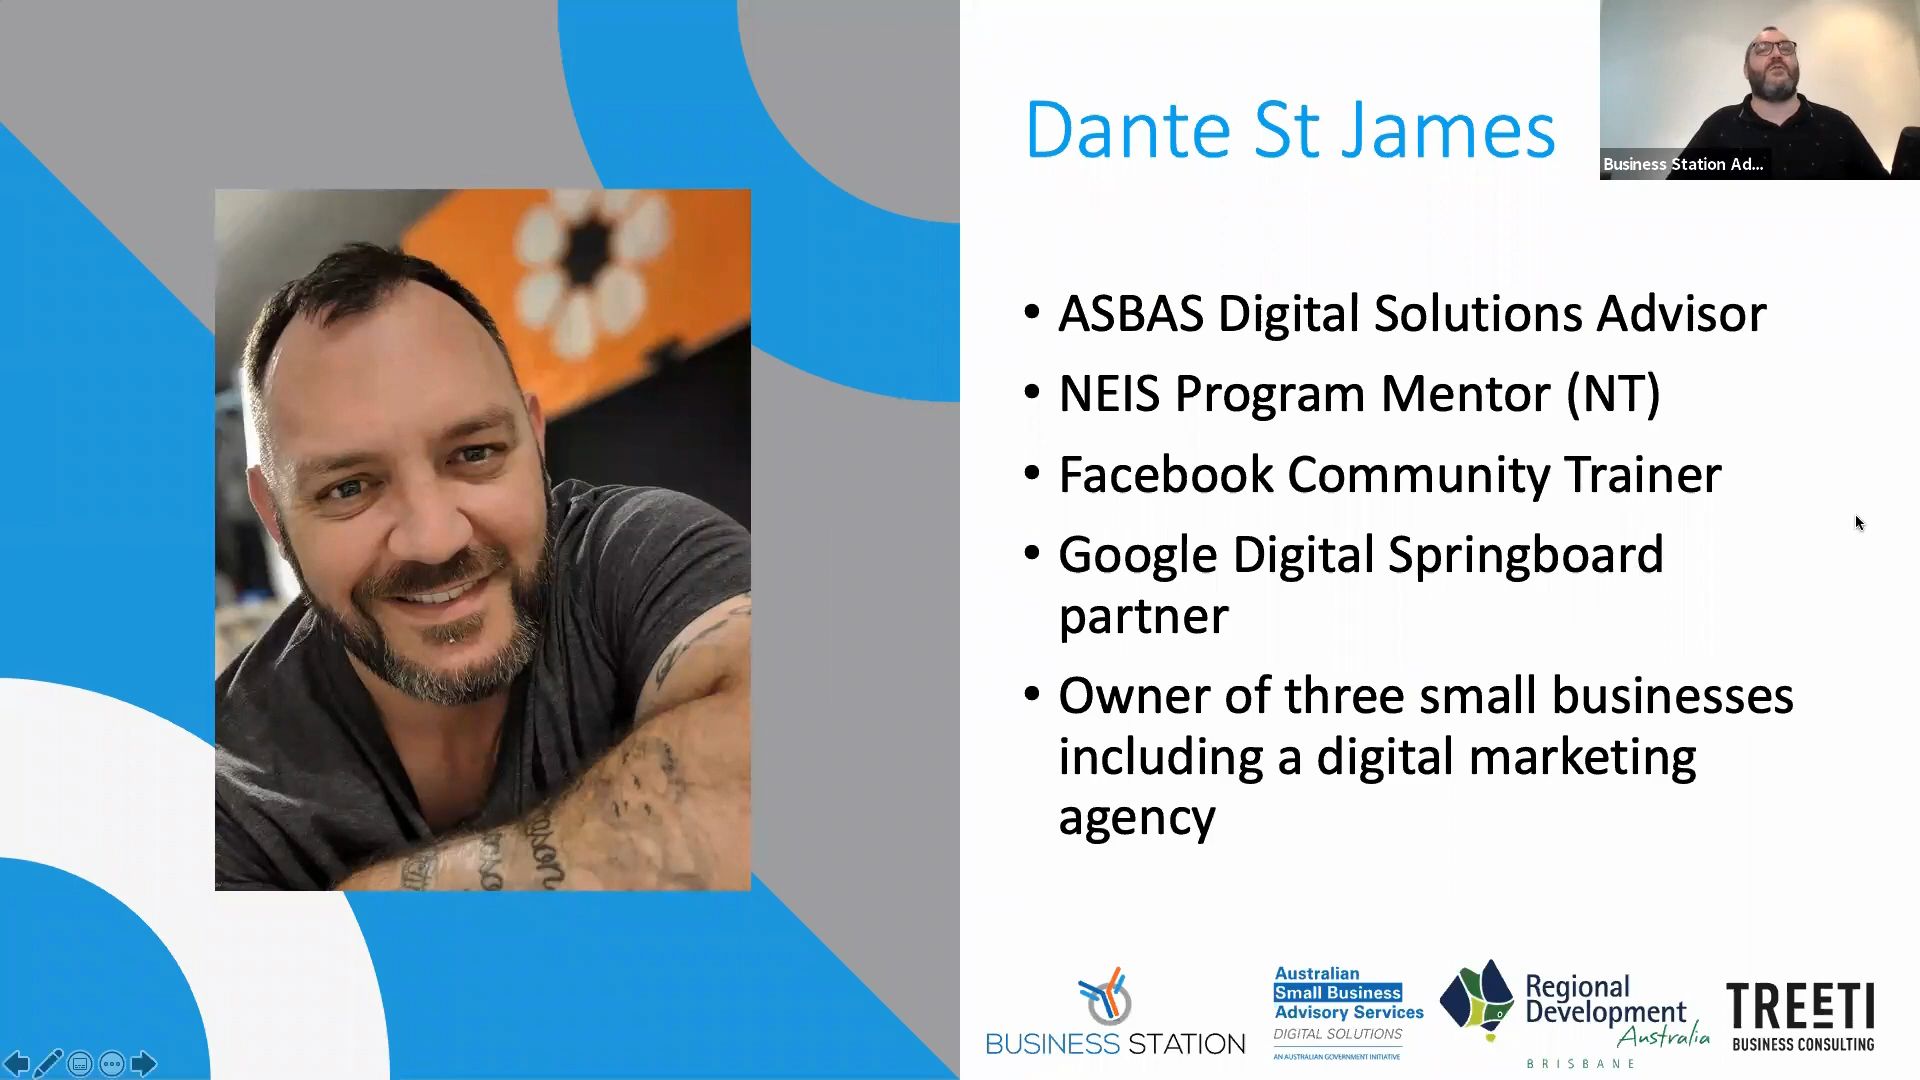 Dante St James
Business Station Ad...
• ASBAS Digital Solutions Advisor
• NEIS Program Mentor (NT)
• Facebook Community Trainer
• Google Digital Springboard
partner
• Owner of three small businesses
including a digital marketing
agency
BUSINESS STATION
Australian
Small Business
Advisory Services
DIGITAL SOLUTIONS
AN AUSTRALIAN GOVERNMENT INITIATIVE
Regional
Development
Australia
BRISBANE
TREETI
BUSINESS CONSULTING